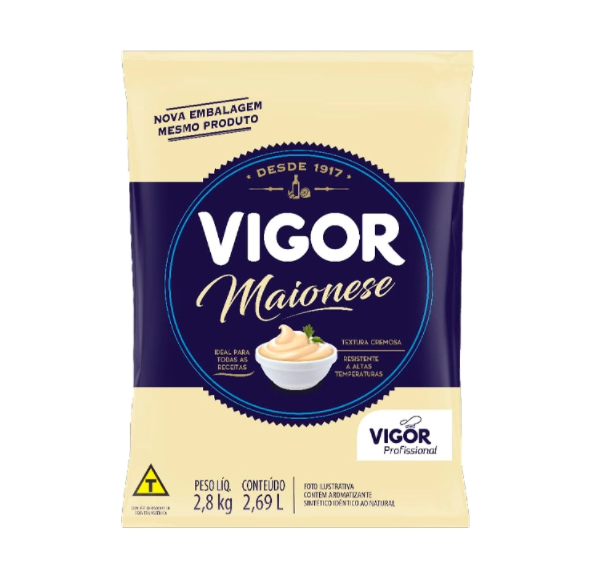 NOVA EMBALAGEM
MESMO PRODUTO
DESDE 1917
VIGOR
Maionese
IDEAL PARA
TODAS AS
RECEITAS
TEXTURA CREMOSA
RESISTENTE
A ALTAS
TEMPERATURAS
VIGOR
Profissional
T
PESO LÍQ. CONTEÚDO
2,8 kg 2,69 L
FOTO ILUSTRATIVA
CONTÉM AROMATIZANTE
SINTÉTICO IDÊNTICO AO NATURAL